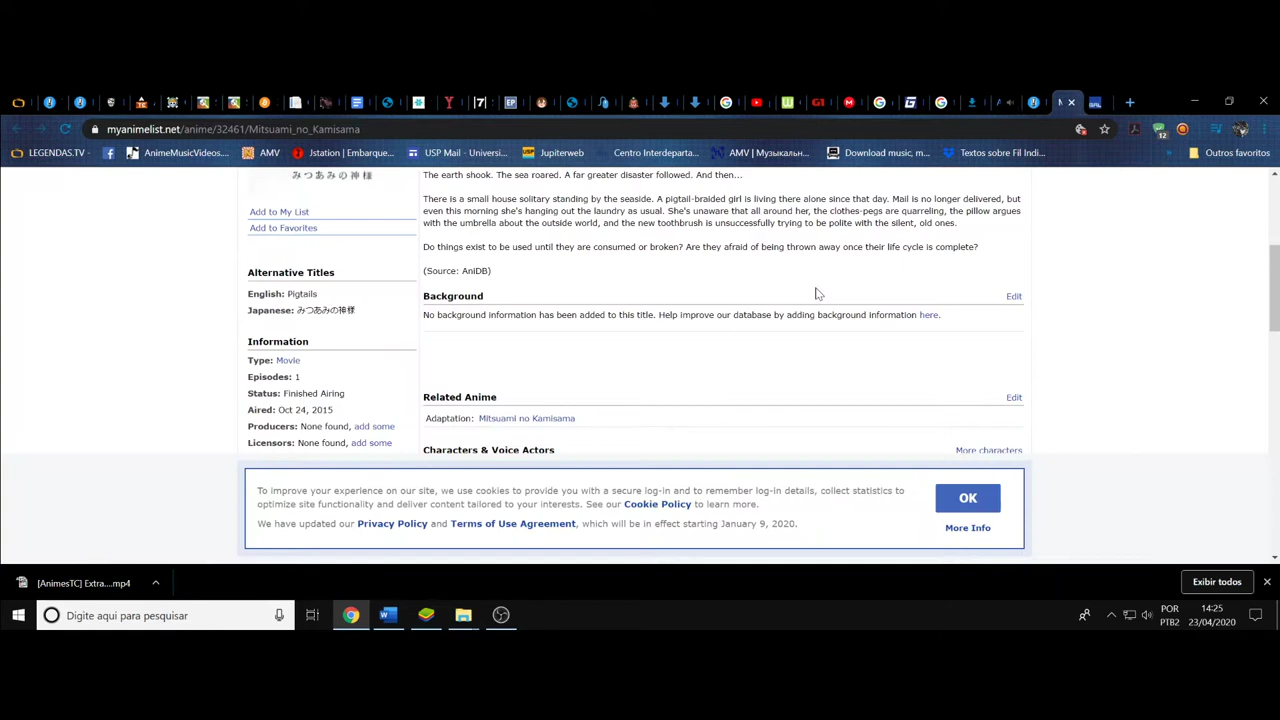 myanimelist.net/anime/32461/Mitsuami_no_Kamisama
12
LEGENDAS.TV
AnimeMusicVideos....
AMV
Jstation | Embarque...
USP Mail - Universi...
Jupiterweb
Centro Interdeparta...
AMV | Музыкальн...
Download music, m...
Textos sobre Fil Indi...
Outros favoritos
みつあみの神様
Add to My List
Add to Favorites
Alternative Titles
English: Pigtails
Japanese: みつあみの神様
Information
Type: Movie
Episodes: 1
Status: Finished Airing
Aired: Oct 24, 2015
Producers: None found, add some
Licensors: None found, add some
The earth shook. The sea roared. A far greater disaster followed. And then...
There is a small house solitary standing by the seaside. A pigtail-braided girl is living there alone since that day. Mail is no longer delivered, but
even this morning she's hanging out the laundry as usual. She's unaware that all around her, the clothes-pegs are quarreling, the pillow argues
with the umbrella about the outside world, and the new toothbrush is unsuccessfully trying to be polite with the silent, old ones.
Do things exist to be used until they are consumed or broken? Are they afraid of being thrown away once their life cycle is complete?
(Source: AniDB)
Background
Edit
No background information has been added to this title. Help improve our database by adding background information here.
Related Anime
Edit
Adaptation: Mitsuami no Kamisama
Characters & Voice Actors
More characters
To improve your experience on our site, we use cookies to provide you with a secure log-in and to remember log-in details, collect statistics to
optimize site functionality and deliver content tailored to your interests. See our Cookie Policy to learn more.
We have updated our Privacy Policy and Terms of Use Agreement, which will be in effect starting January 9, 2020.
OK
More Info
[AnimesTC] Extra....mp4
Exibir todos
Digite aqui para pesquisar
POR
PTB2
14:25
23/04/2020